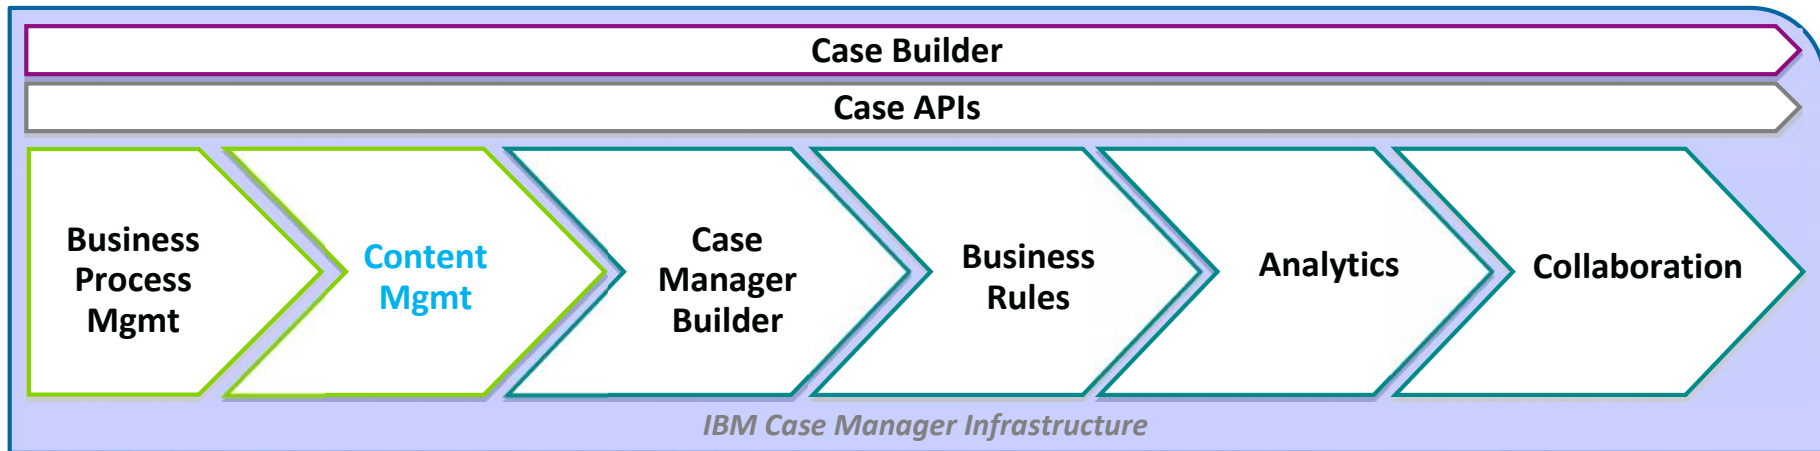 Case Builder
Case APIs
Business
Process
Mgmt
Content
Mgmt
Case
Manager
Builder
Business
Rules
Analytics
Collaboration
IBM Case Manager Infrastructure